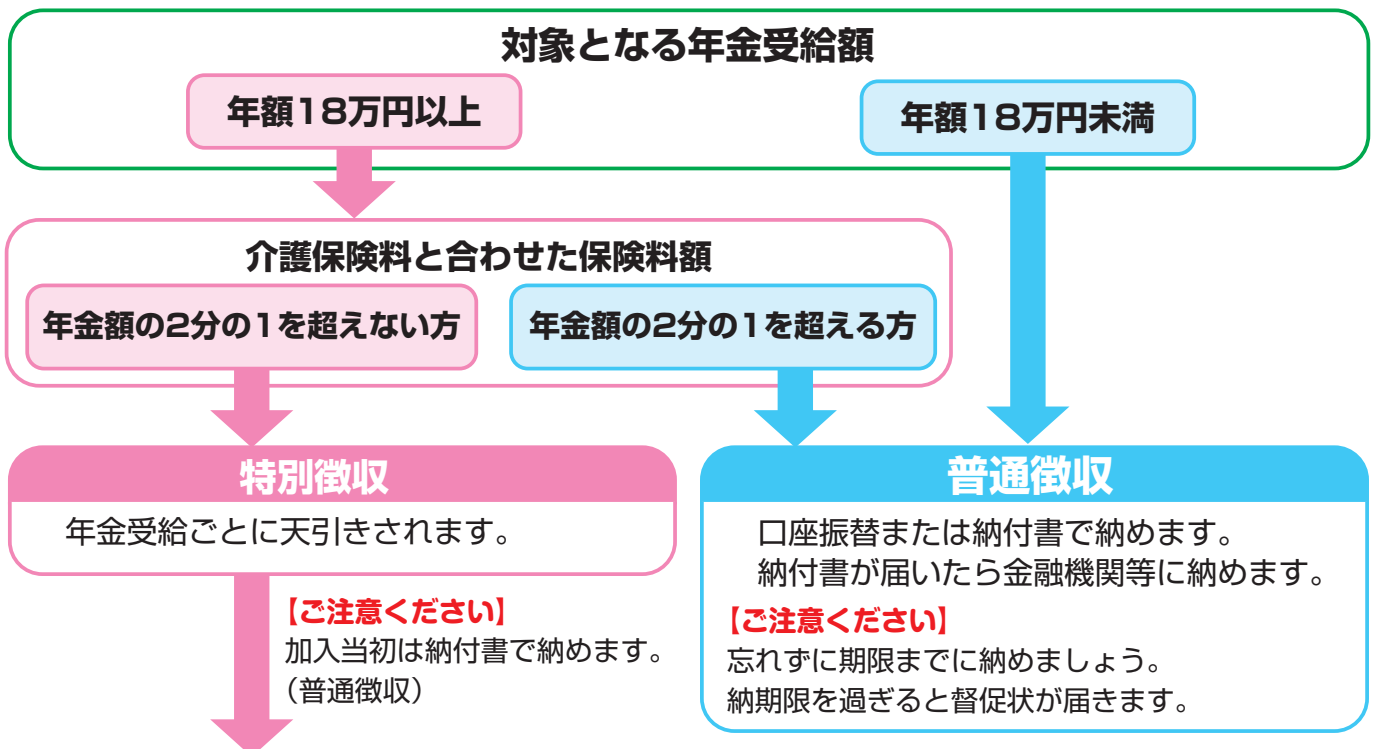 対象となる年金受給額
年額18万円以上
年額18万円未満
介護保険料と合わせた保険料額
年金額の2分の1を超えない方
年金額の2分の1を超える方
特別徴収
年金受給ごとに天引きされます。
【ご注意ください】
加入当初は納付書で納めます。
（普通徴収）
普通徴収
口座振替または納付書で納めます。
納付書が届いたら金融機関等に納めます。
【ご注意ください】
忘れずに期限までに納めましょう。
納期限を過ぎると督促状が届きます。